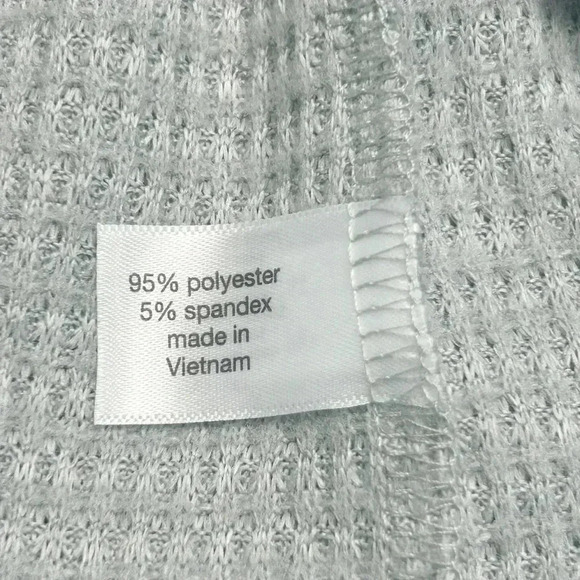 95% polyester
5% spandex
made in
Vietnam